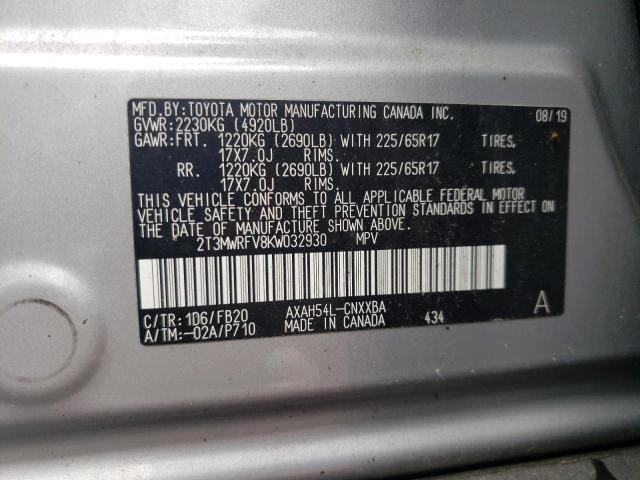 MFD.BY:TOYOTA MOTOR MANUFACTURING CANADA INC. 08/19
GVWR:2230KG (4920LB)
GAWR:FRT. 1220KG (2690LB) WITH 225/65R17 TIRES,
17X7.0J RIMS.
RR. 1220KG (2690LB) WITH 225/65R17 TIRES,
17X7.0J RIMS.
THIS VEHICLE CONFORMS TO ALL APPLICABLE FEDERAL MOTOR
VEHICLE SAFETY AND THEFT PREVENTION STANDARDS IN EFFECT ON
THE DATE OF MANUFACTURE SHOWN ABOVE.
2T3MWRFV8KW032930 MPV
C/TR:1D6/FB20 AXAH54L-CNXXBA A
A/TM:-02A/P710 MADE IN CANADA 434